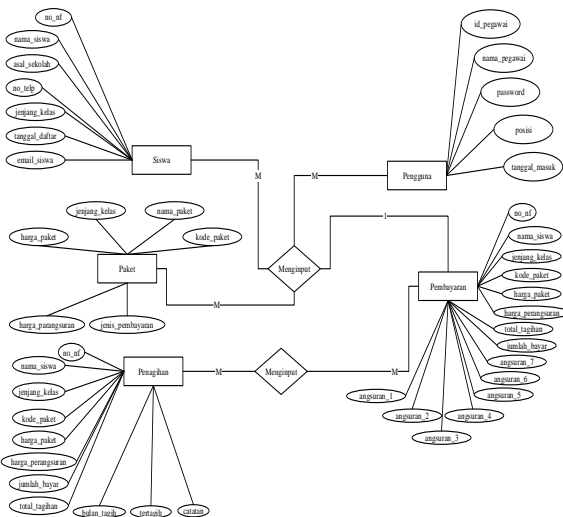 no_nf
nama_siswa
asal_sekolah
no_telp
jenjang_kelas
tanggal_daftar
email_siswa
Siswa
M
id_pegawai
nama_pegawai
password
posisi
tanggal_masuk
Pengguna
M
jenjang_kelas
nama_paket
harga_paket
kode_paket
Paket
harga_parangsuran
jenis_pembayaran
M
Menginput
1
no_nf
nama_siswa
jenjang_kelas
kode_paket
harga_paket
harga_perangsuran
total_tagihan
jumlah_bayar
angsuran_7
angsuran_6
angsuran_5
angsuran_4
angsuran_3
angsuran_2
angsuran_1
Pembayaran
M
Menginput
M
Penagihan
no_nf
nama_siswa
jenjang_kelas
kode_paket
harga_paket
harga_perangsuran
jumlah_bayar
total_tagihan
bulan_tagih
tertagih
catatan